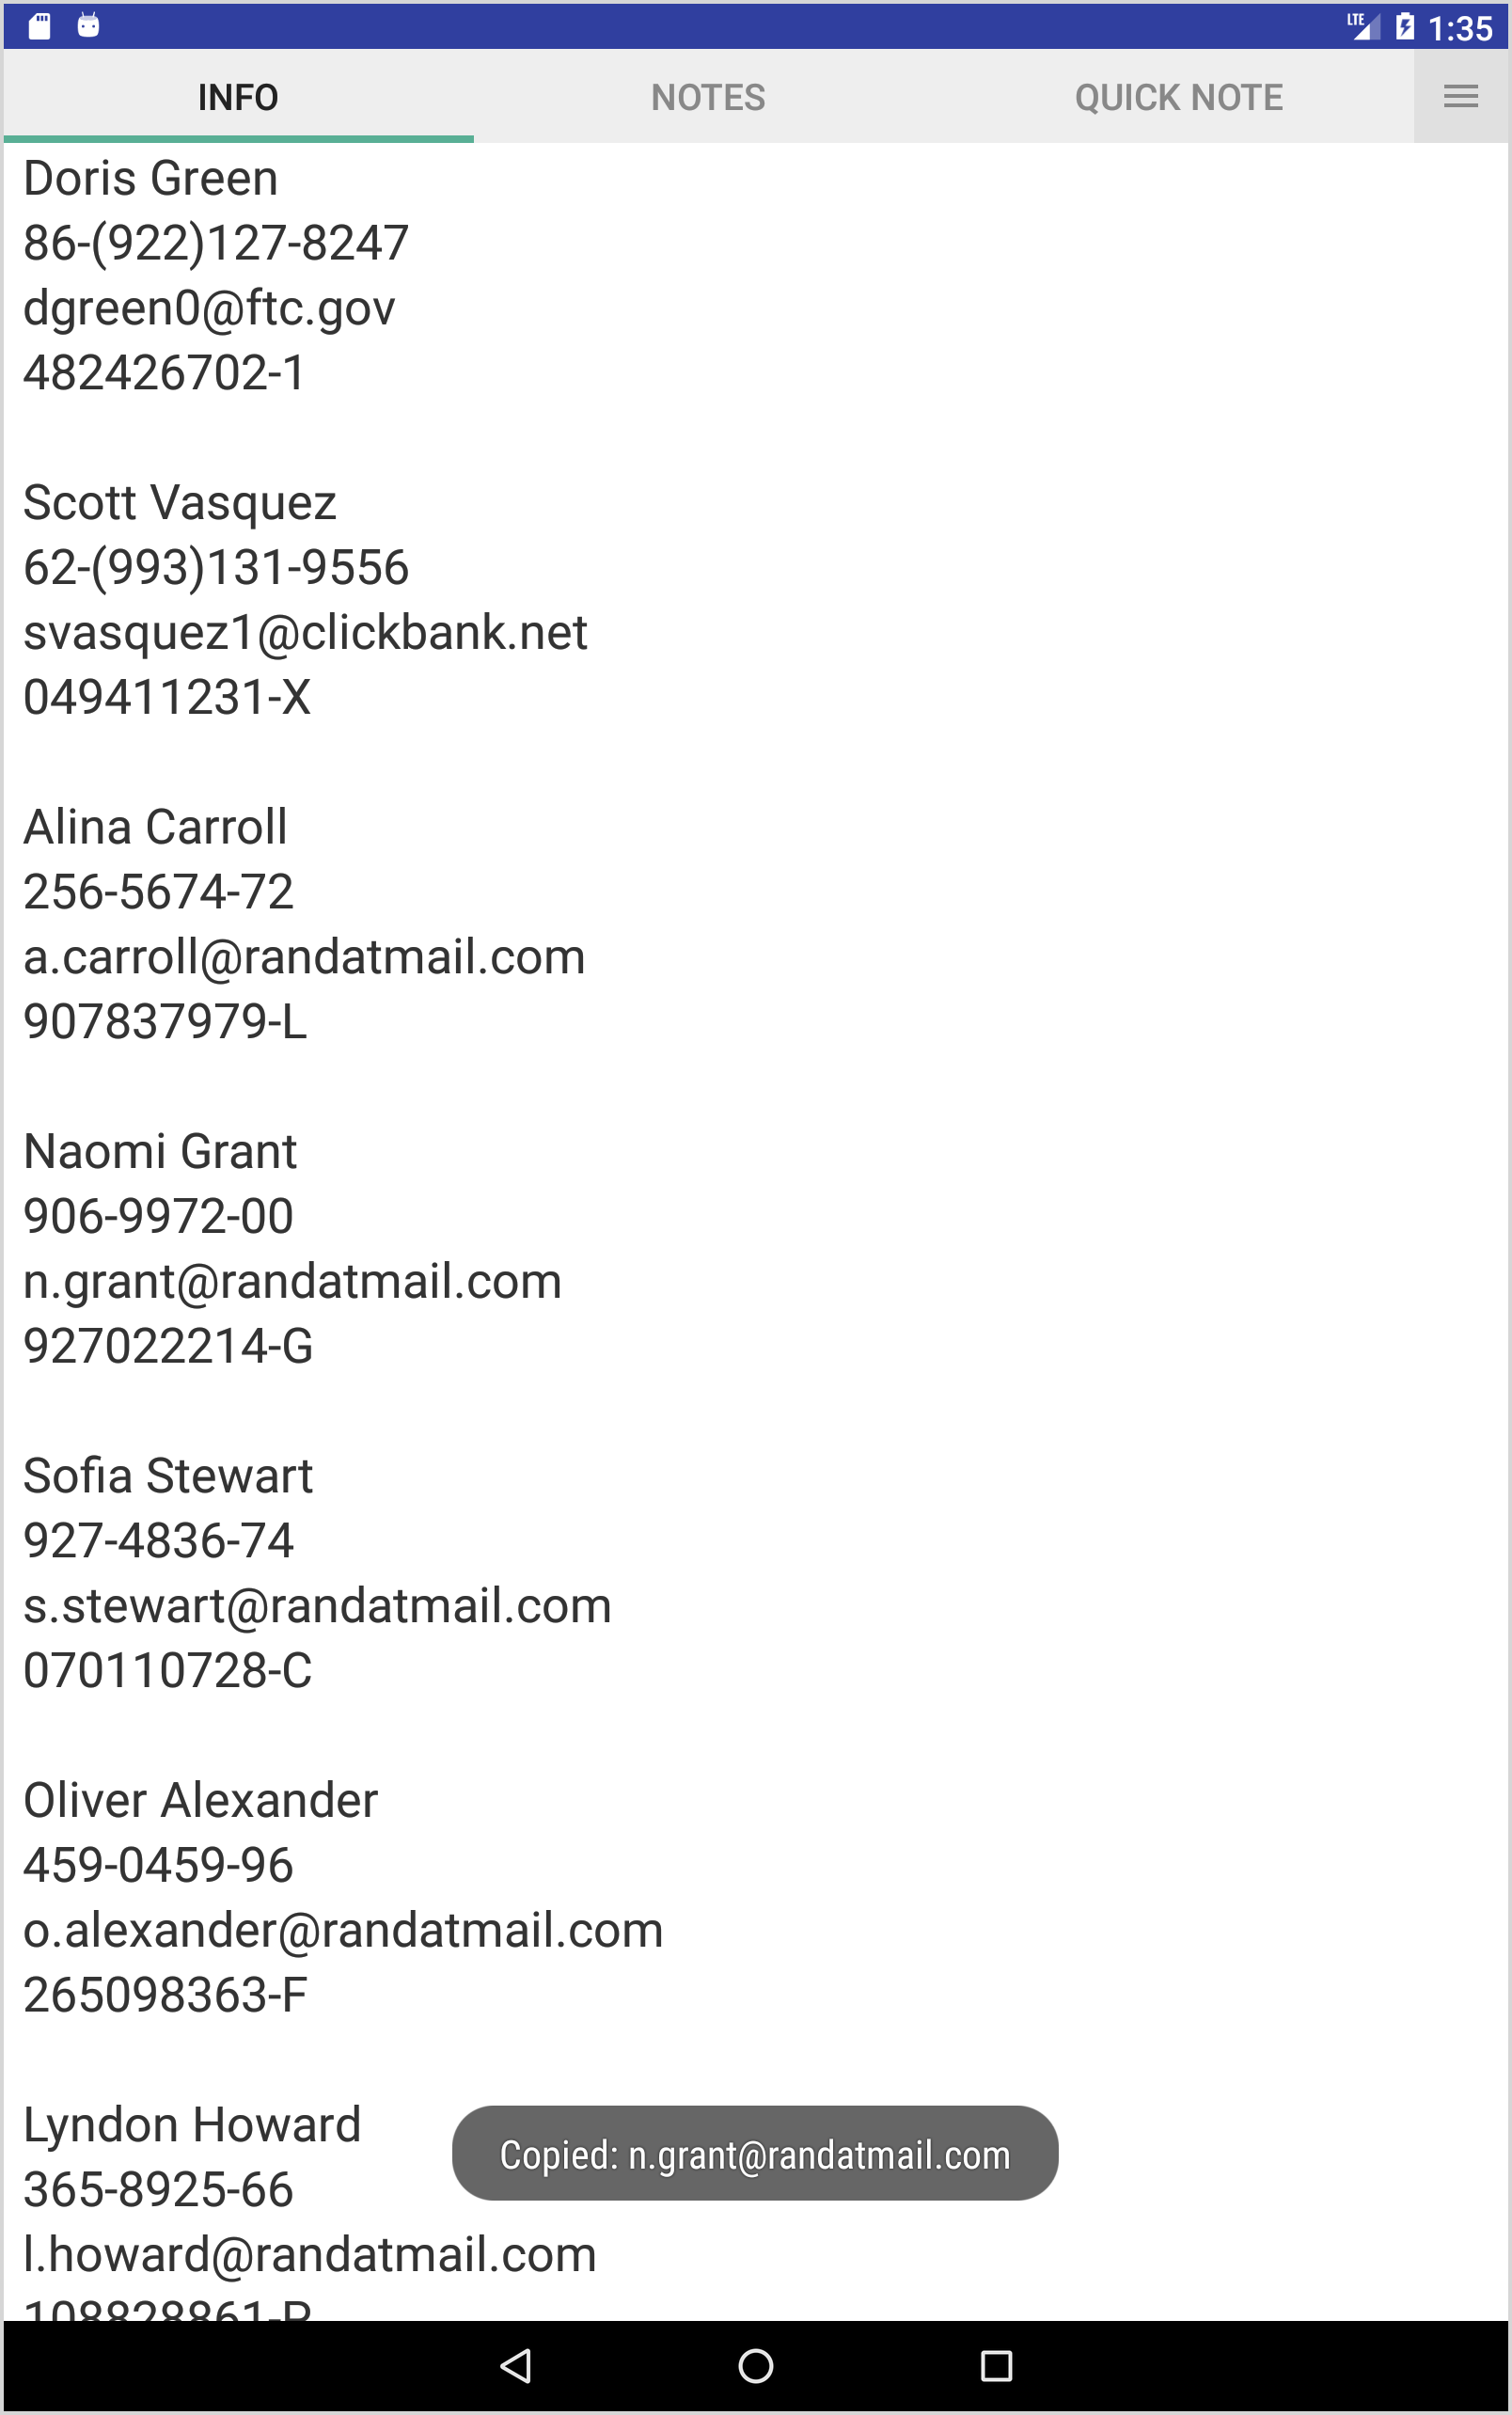 LTE 1:35
INFO NOTES QUICK NOTE
Doris Green
86-(922)127-8247
dgreen0@ftc.gov
482426702-1
Scott Vasquez
62-(993)131-9556
svasquez1@clickbank.net
049411231-X
Alina Carroll
256-5674-72
a.carroll@randatmail.com
907837979-L
Naomi Grant
906-9972-00
n.grant@randatmail.com
927022214-G
Sofia Stewart
927-4836-74
s.stewart@randatmail.com
070110728-C
Oliver Alexander
459-0459-96
o.alexander@randatmail.com
265098363-F
Lyndon Howard
Copied: n.grant@randatmail.com
365-8925-66
l.howard@randatmail.com